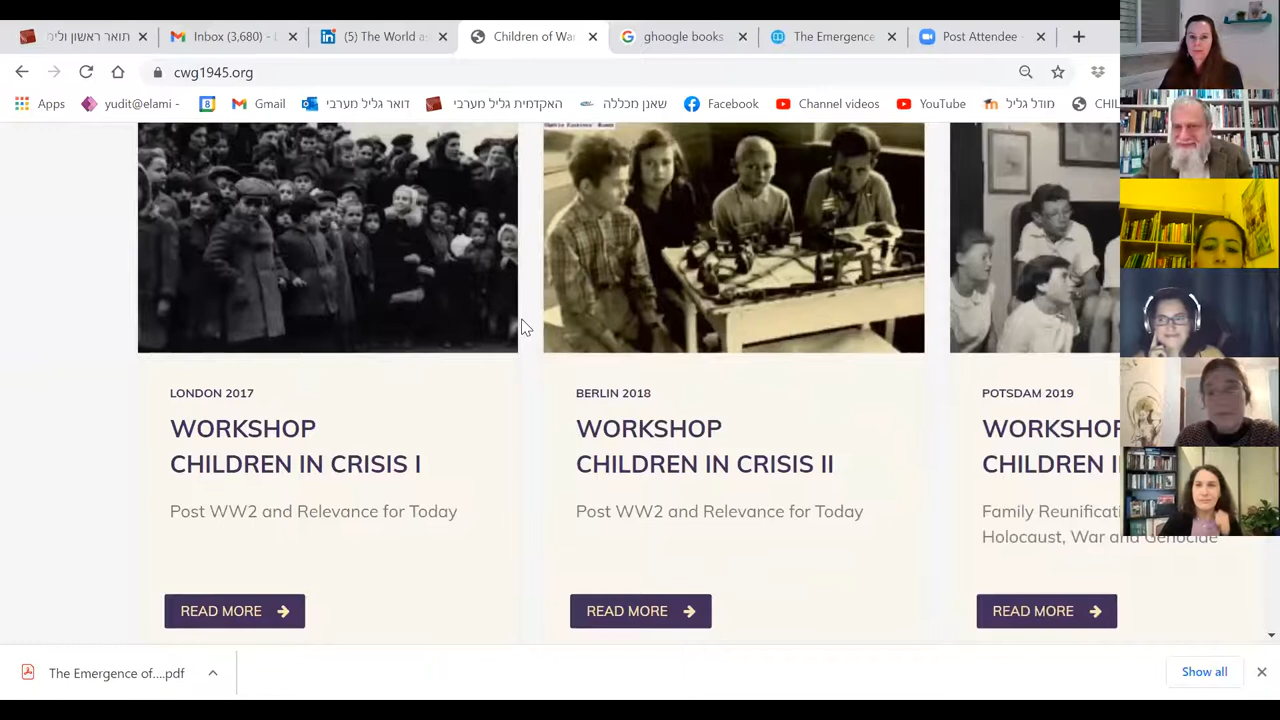 תואר ראשון ולימ
Inbox (3,680) -
(5) The World a
Children of Wa
ghoogle books
The Emergence
Post Attendee -
cwg1945.org
Apps
yudit@elami -
Gmail
דואר גליל מערבי
האקדמית גליל מערבי
שאנן מכללה
Facebook
Channel videos
YouTube
מודל גליל
LONDON 2017
WORKSHOP
CHILDREN IN CRISIS I
Post WW2 and Relevance for Today
READ MORE
BERLIN 2018
WORKSHOP
CHILDREN IN CRISIS II
Post WW2 and Relevance for Today
READ MORE
POTSDAM 2019
WORKSHO
CHILDREN I
Family Reunificati
Holocaust, War and Genocide
READ MORE
The Emergence of....pdf
Show all